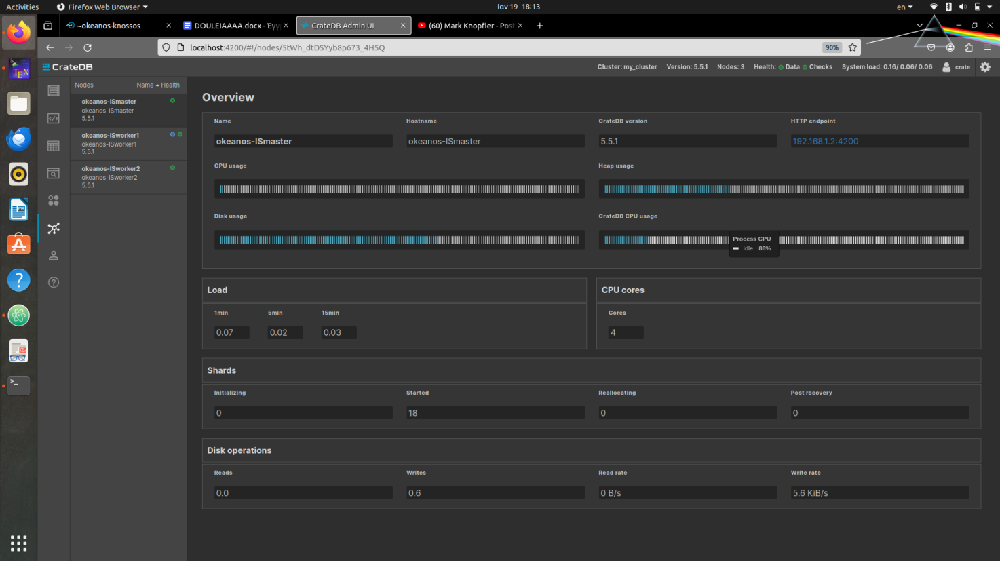 Activities Firefox Web Browser Ιαν 19 18:13 en
~okeanos-knossos DOULEIAAAA.docx - Έγγ CrateDB Admin UI (60) Mark Knopfler - Post
localhost:4200/#!/nodes/5tWh_dtDSYyb8p673_4H5Q 90%
CrateDB Cluster: my_cluster Version: 5.5.1 Nodes: 3 Health: Data Checks System load: 0.16/ 0.06/ 0.06 crate
Nodes Name Health
okeanos-ISmaster
okeanos-ISmaster
5.5.1
okeanos-ISworker1
okeanos-ISworker1
5.5.1
okeanos-ISworker2
okeanos-ISworker2
5.5.1
Overview
Name Hostname CrateDB version HTTP endpoint
okeanos-ISmaster okeanos-ISmaster 5.5.1 192.168.1.2:4200
CPU usage Heap usage
Disk usage CrateDB CPU usage
Process CPU
Idle 88%
Load CPU cores
1min 5min 15min Cores
0.07 0.02 0.03 4
Shards
Initializing Started Reallocating Post recovery
0 18 0 0
Disk operations
Reads Writes Read rate Write rate
0.0 0.6 0 B/s 5.6 KiB/s
TEX